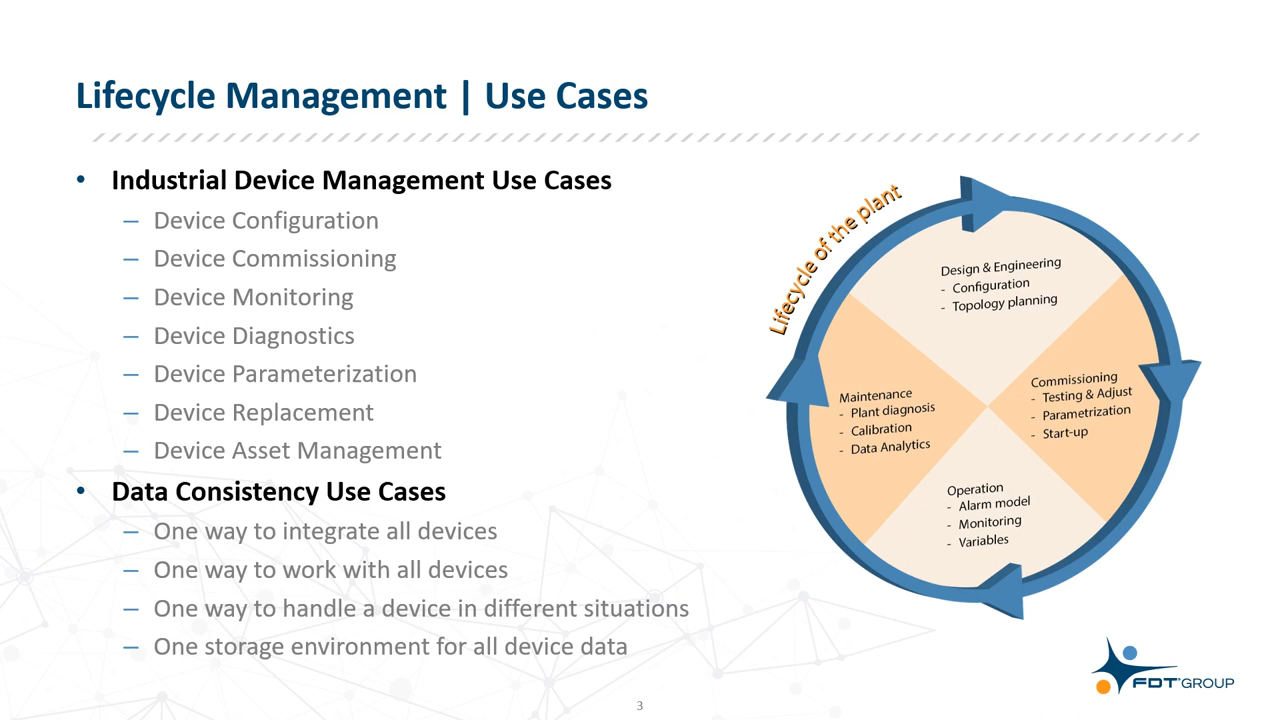 Lifecycle Management | Use Cases
• Industrial Device Management Use Cases
– Device Configuration
– Device Commissioning
– Device Monitoring
– Device Diagnostics
– Device Parameterization
– Device Replacement
– Device Asset Management
• Data Consistency Use Cases
– One way to integrate all devices
– One way to work with all devices
– One way to handle a device in different situations
– One storage environment for all device data
Lifecycle of the plant
Design & Engineering
- Configuration
- Topology planning
Commissioning
- Testing & Adjust
- Parametrization
- Start-up
Operation
- Alarm model
- Monitoring
- Variables
Maintenance
- Plant diagnosis
- Calibration
- Data Analytics
FDT GROUP
3